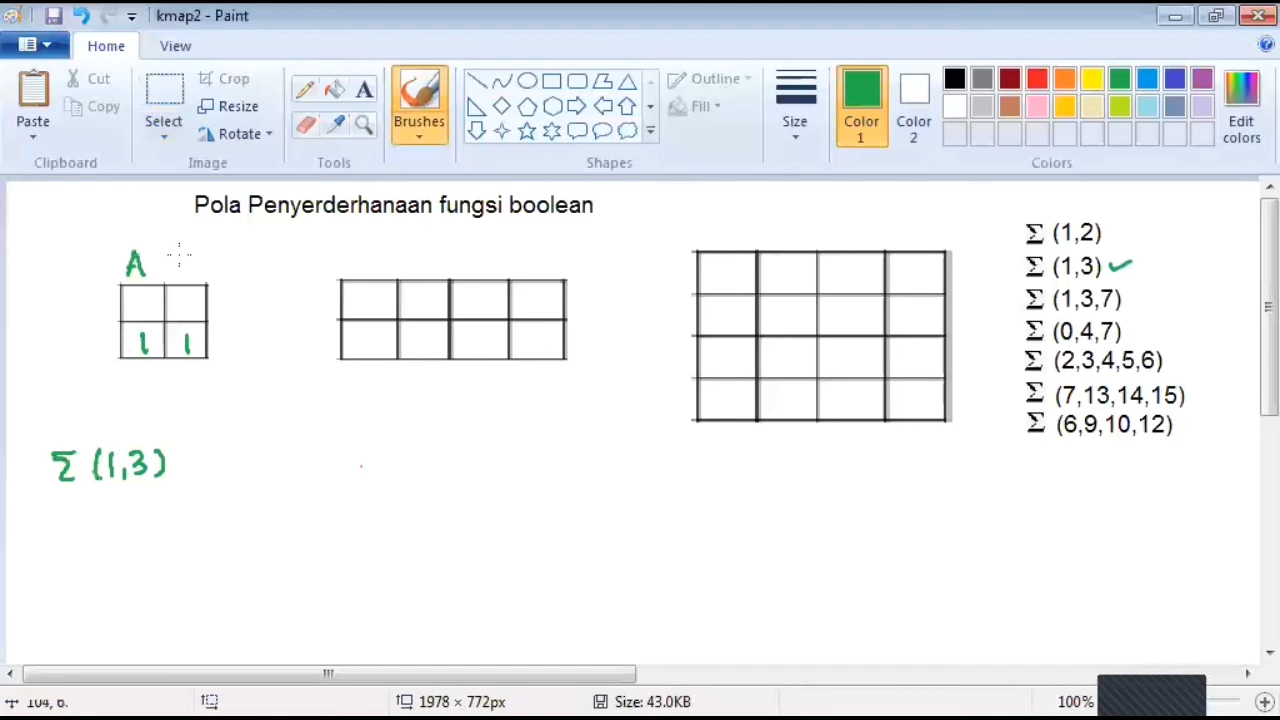 kmap2 - Paint
Home View
Paste
Cut
Copy
Clipboard
Select
Crop
Resize
Rotate
Image
A
Tools
Brushes
Shapes
Outline
Fill
Size
Color 1
Color 2
Edit colors
Colors
Pola Penyerderhanaan fungsi boolean
A
1 1
Σ (1,3)
Σ (1,2)
Σ (1,3) ✓
Σ (1,3,7)
Σ (0,4,7)
Σ (2,3,4,5,6)
Σ (7,13,14,15)
Σ (6,9,10,12)
1978 × 772px
Size: 43.0KB
100%